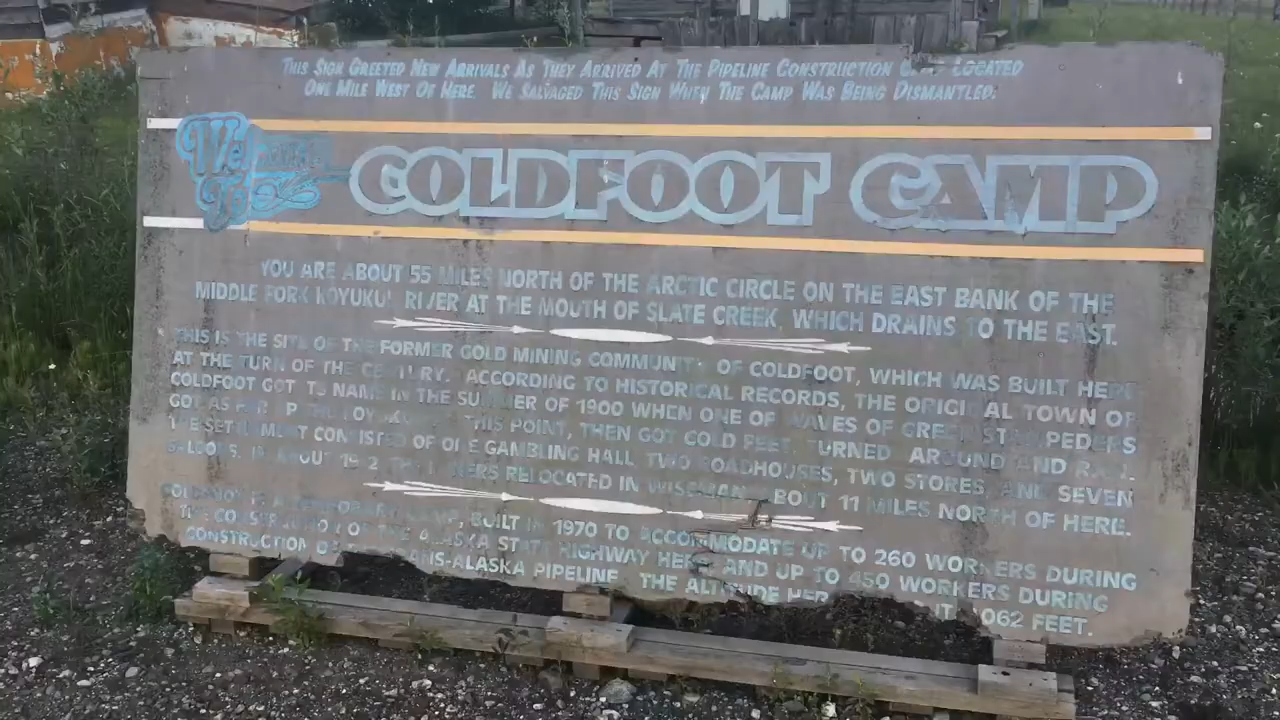 THIS SIGN GREETED NEW ARRIVALS AS THEY ARRIVED AT THE PIPELINE CONSTRUCTION LOCATED
ONE MILE WEST OF HERE. WE SALVAGED THIS SIGN WHEN THE CAMP WAS BEING DISMANTLED:
Welcome
To
COLDFOOT CAMP
YOU ARE ABOUT 55 MILES NORTH OF THE ARCTIC CIRCLE ON THE EAST BANK OF THE
MIDDLE FORK KOYUKU RIVER AT THE MOUTH OF SLATE CREEK, WHICH DRAINS TO THE EAST.
THIS IS THE SITE OF THE FORMER GOLD MINING COMMUNITY OF COLDFOOT, WHICH WAS BUILT HERE
AT THE TURN OF THE CENTURY. ACCORDING TO HISTORICAL RECORDS, THE ORIGINAL TOWN OF
COLDFOOT GOT ITS NAME IN THE SUMMER OF 1900 WHEN ONE OF WAVES OF GREEN STAMPEDERS
GOT AS FAR UP THE KOYUKUK THIS POINT, THEN GOT COLD FEET, TURNED AROUND AND RAN.
THE SETTLEMENT CONSISTED OF ONE GAMBLING HALL, TWO ROADHOUSES, TWO STORES AND SEVEN
SALOONS. IN ABOUT THE MINERS RELOCATED IN WISEMAN ABOUT 11 MILES NORTH OF HERE.
COLDFOOT IS A TEMPORARY CAMP, BUILT IN 1970 TO ACCOMMODATE UP TO 260 WORKERS DURING
THE CONSTRUCTION OF THE ALASKA STATE HIGHWAY HERE AND UP TO 450 WORKERS DURING
CONSTRUCTION OF TRANS-ALASKA PIPELINE. THE ALTITUDE HERE 062 FEET.